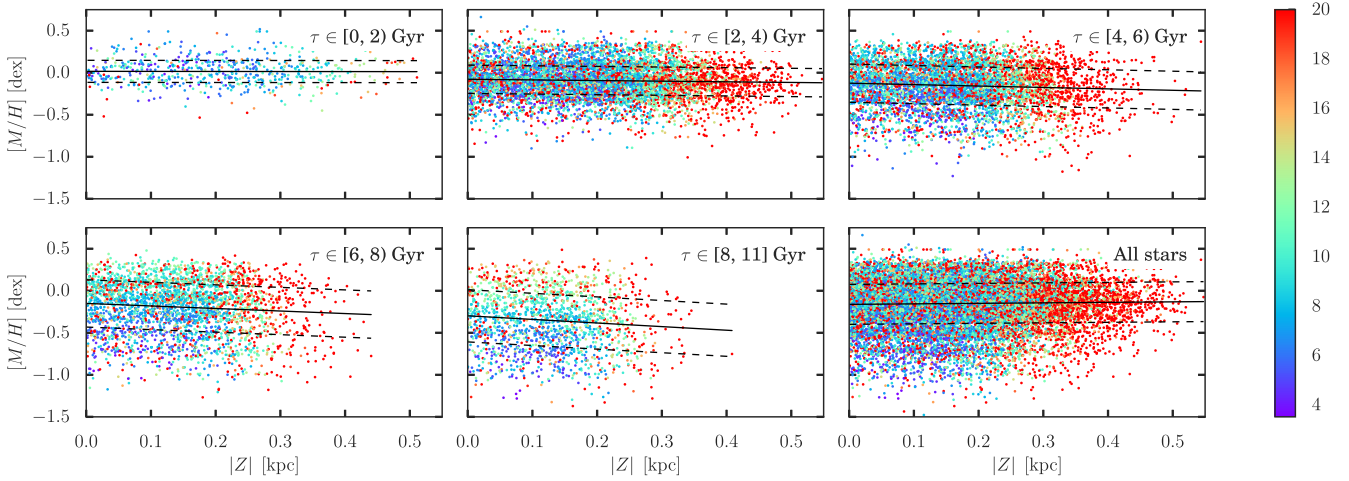 0.5
0.0
−0.5
−1.0
−1.5
[M/H] [dex]
τ ∈ [0, 2) Gyr
τ ∈ [2, 4) Gyr
τ ∈ [4, 6) Gyr
0.5
0.0
−0.5
−1.0
−1.5
[M/H] [dex]
τ ∈ [6, 8) Gyr
τ ∈ [8, 11] Gyr
All stars
0.0 0.1 0.2 0.3 0.4 0.5
0.0 0.1 0.2 0.3 0.4 0.5
0.0 0.1 0.2 0.3 0.4 0.5
|Z| [kpc]
|Z| [kpc]
|Z| [kpc]
20
18
16
14
12
10
8
6
4